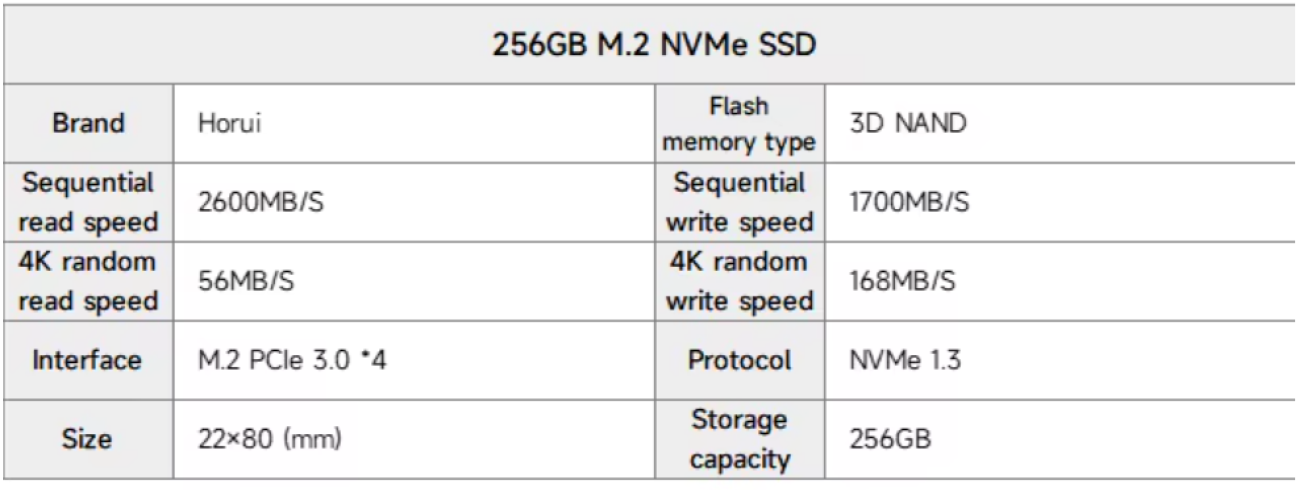 256GB M.2 NVMe SSD
Brand
Horui
Flash
memory type
3D NAND
Sequential
read speed
2600MB/S
Sequential
write speed
1700MB/S
4K random
read speed
56MB/S
4K random
write speed
168MB/S
Interface
M.2 PCIe 3.0 *4
Protocol
NVMe 1.3
Size
22×80 (mm)
Storage
capacity
256GB